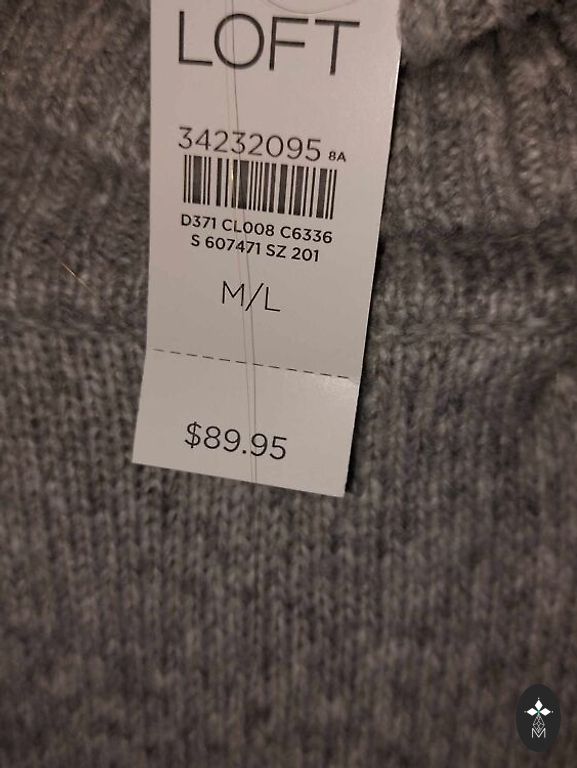 LOFT
34232095 8A
D371 CL008 C6336
S 607471 SZ 201
M/L
$89.95
M